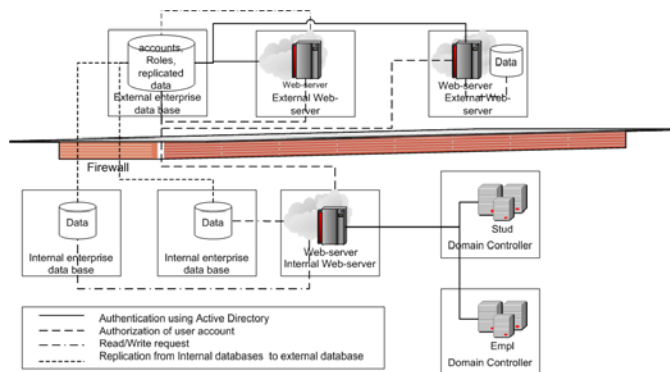 accounts,
Roles,
replicated
data
External enterprise
data base
Web-server
External Web-
server
Web-server
External Web-
server
Data
Firewall
Data
Internal enterprise
data base
Data
Internal enterprise
data base
Web-server
Internal Web-server
Stud
Domain Controller
Empl
Domain Controller
Authentication using Active Directory
Authorization of user account
Read/Write request
Replication from Internal databases to external database